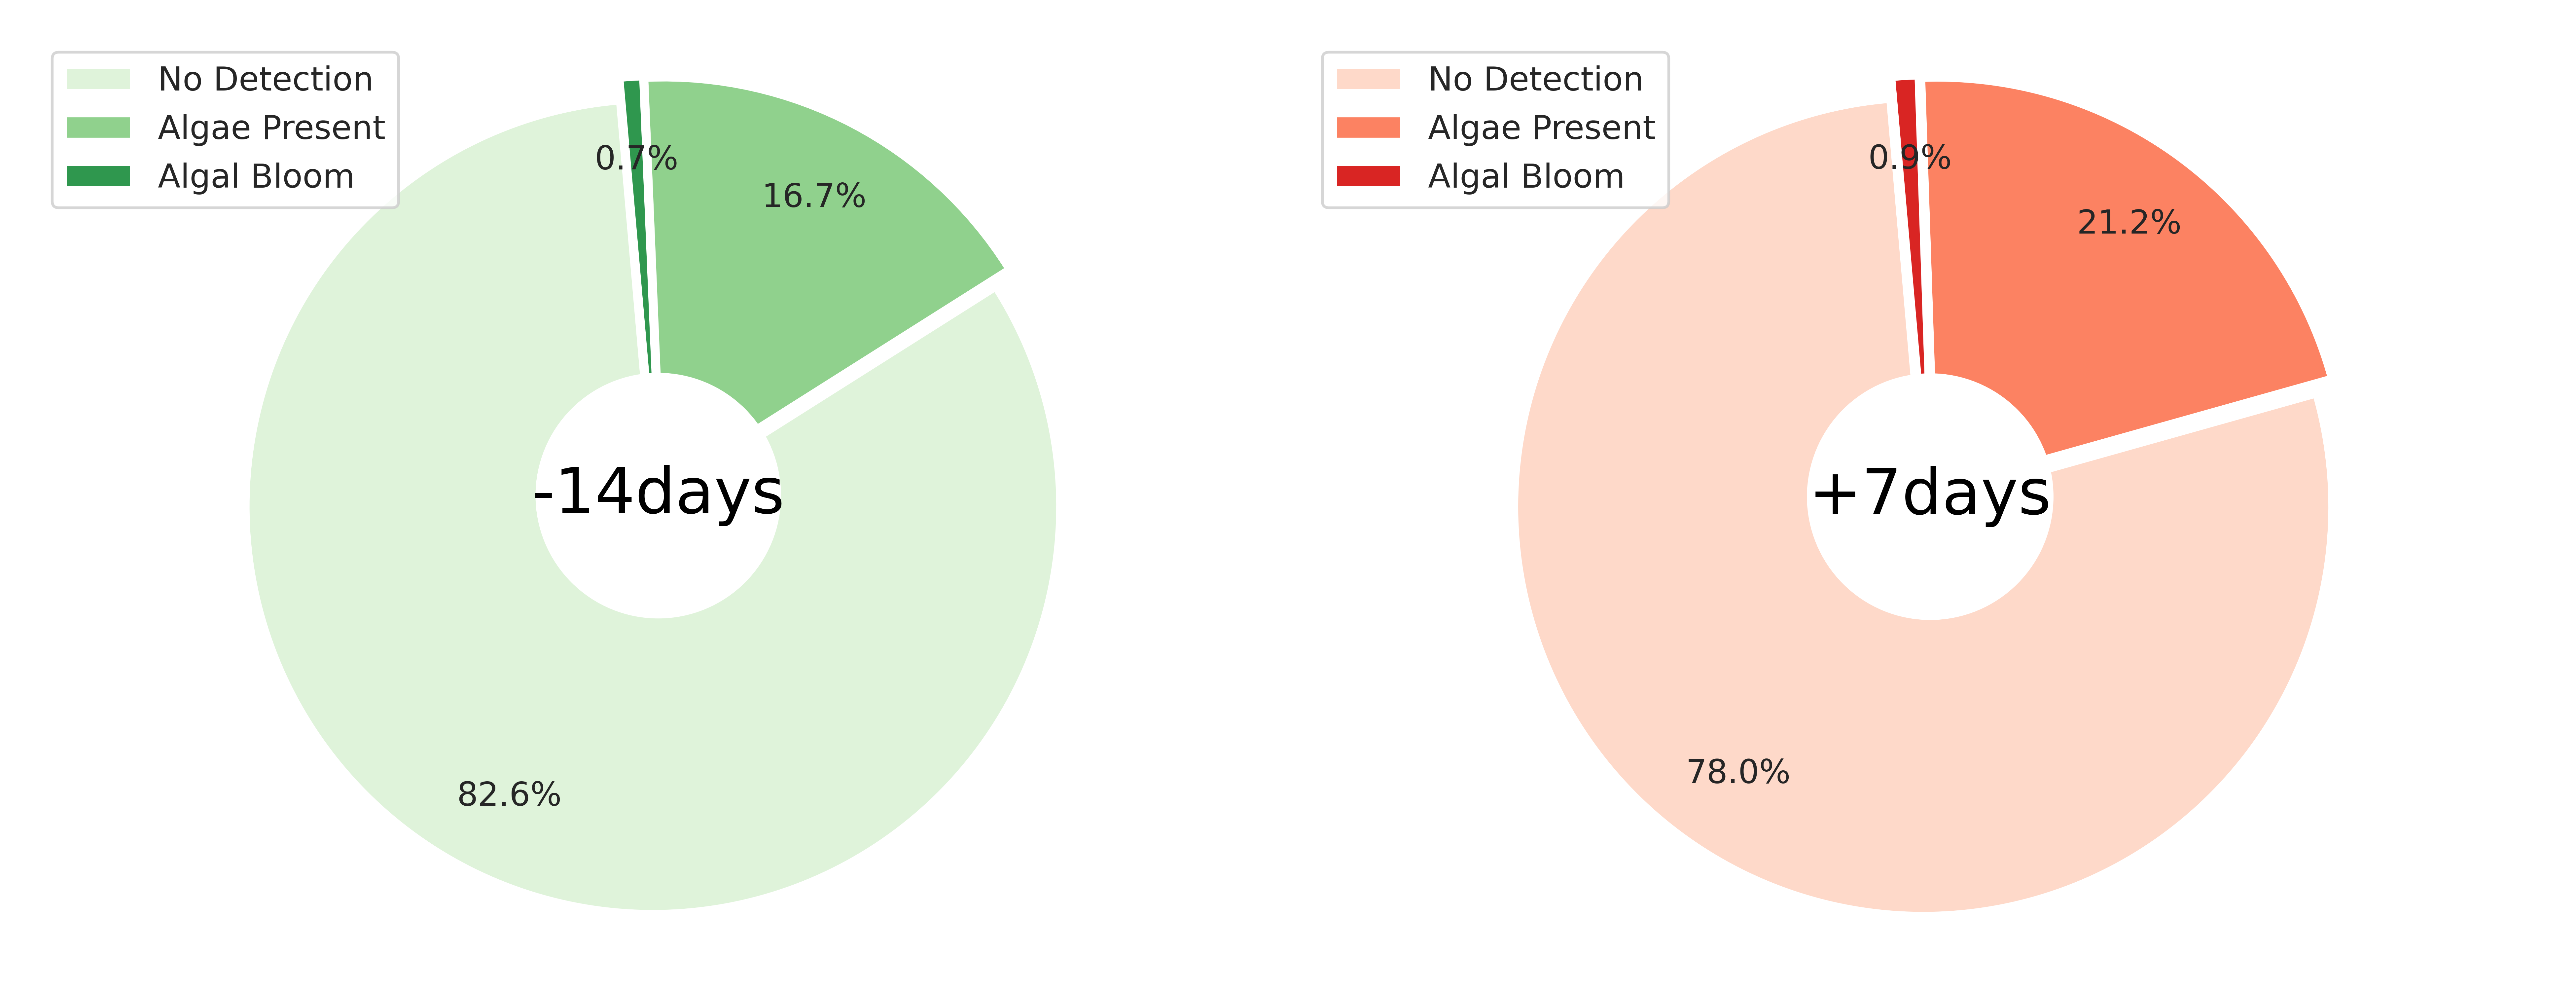 No Detection
Algae Present
Algal Bloom
0.7%
16.7%
-14days
82.6%
No Detection
Algae Present
Algal Bloom
0.9%
21.2%
+7days
78.0%